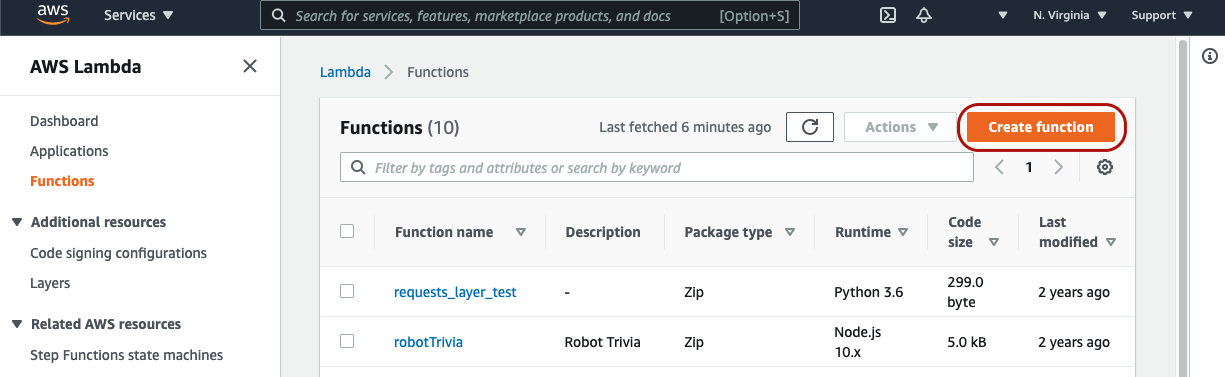 aws
Services
Search for services, features, marketplace products, and docs
[Option+S]
N. Virginia
Support
AWS Lambda
Dashboard
Applications
Functions
Additional resources
Code signing configurations
Layers
Related AWS resources
Step Functions state machines
Lambda
Functions
Functions (10)
Last fetched 6 minutes ago
Actions
Create function
Filter by tags and attributes or search by keyword
1
Function name
Description
Package type
Runtime
Code
size
Last
modified
requests_layer_test
-
Zip
Python 3.6
299.0
byte
2 years ago
robotTrivia
Robot Trivia
Zip
Node.js
10.x
5.0 kB
2 years ago